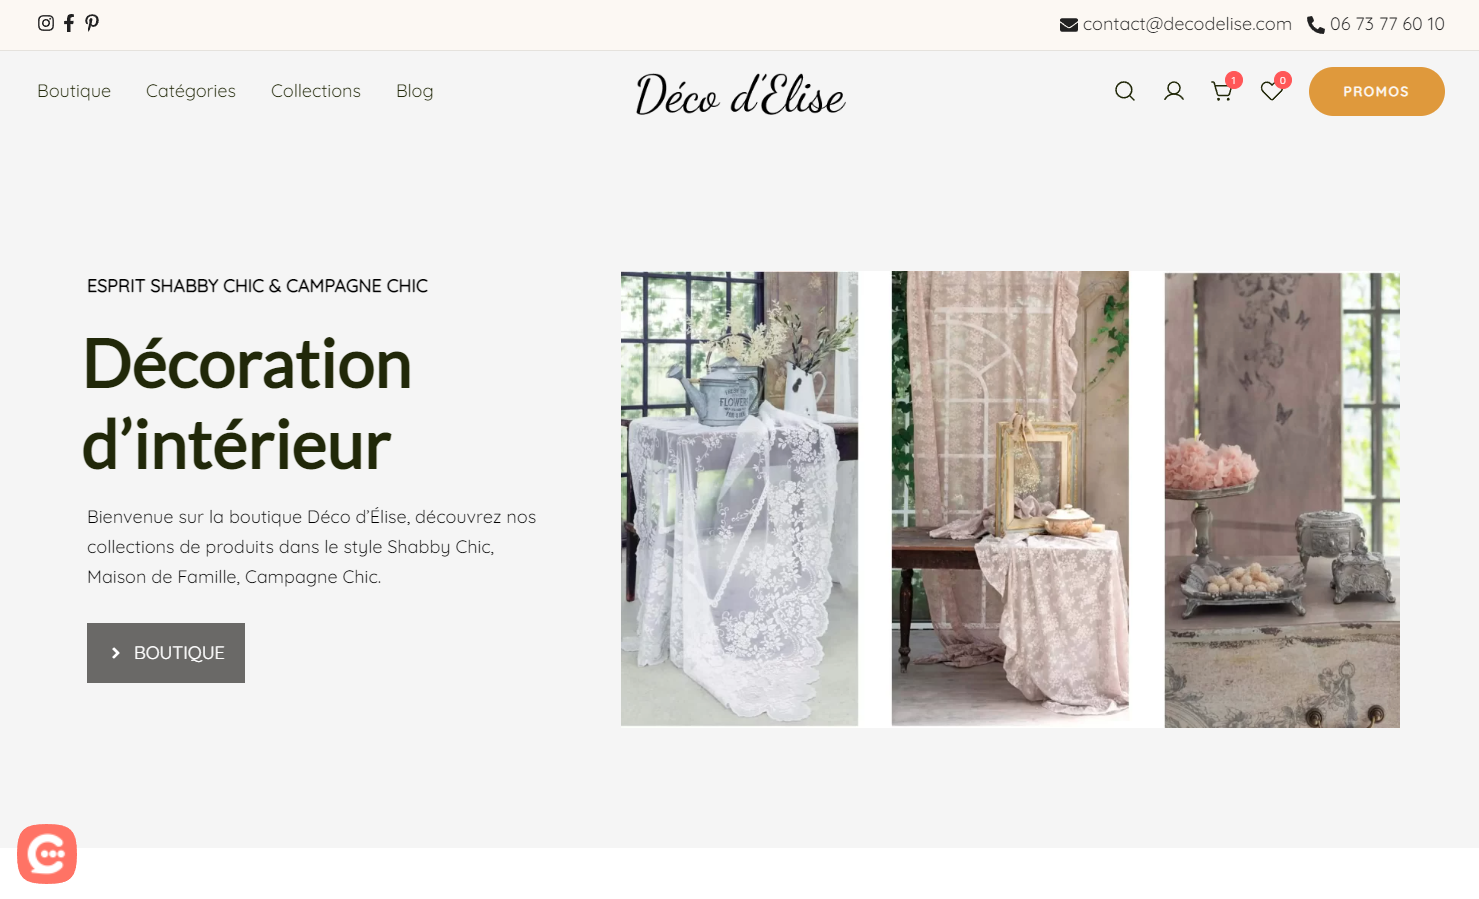 contact@decodelise.com 06 73 77 60 10
Boutique Catégories Collections Blog
Déco d'Elise
1
0
PROMOS
ESPRIT SHABBY CHIC & CAMPAGNE CHIC
Décoration
d’intérieur
Bienvenue sur la boutique Déco d’Élise, découvrez nos
collections de produits dans le style Shabby Chic,
Maison de Famille, Campagne Chic.
BOUTIQUE
FLOWER